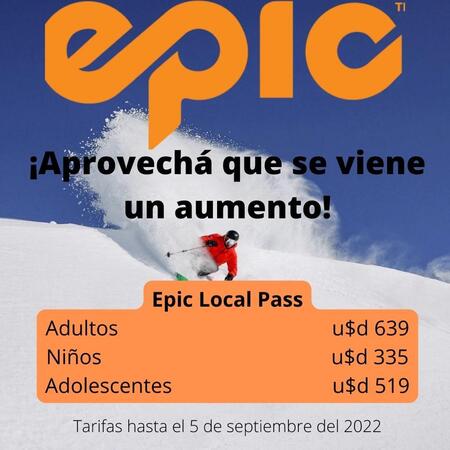 epic
TM
¡Aprovechá que se viene
un aumento!
Epic Local Pass
Adultos u$d 639
Niños u$d 335
Adolescentes u$d 519
Tarifas hasta el 5 de septiembre del 2022